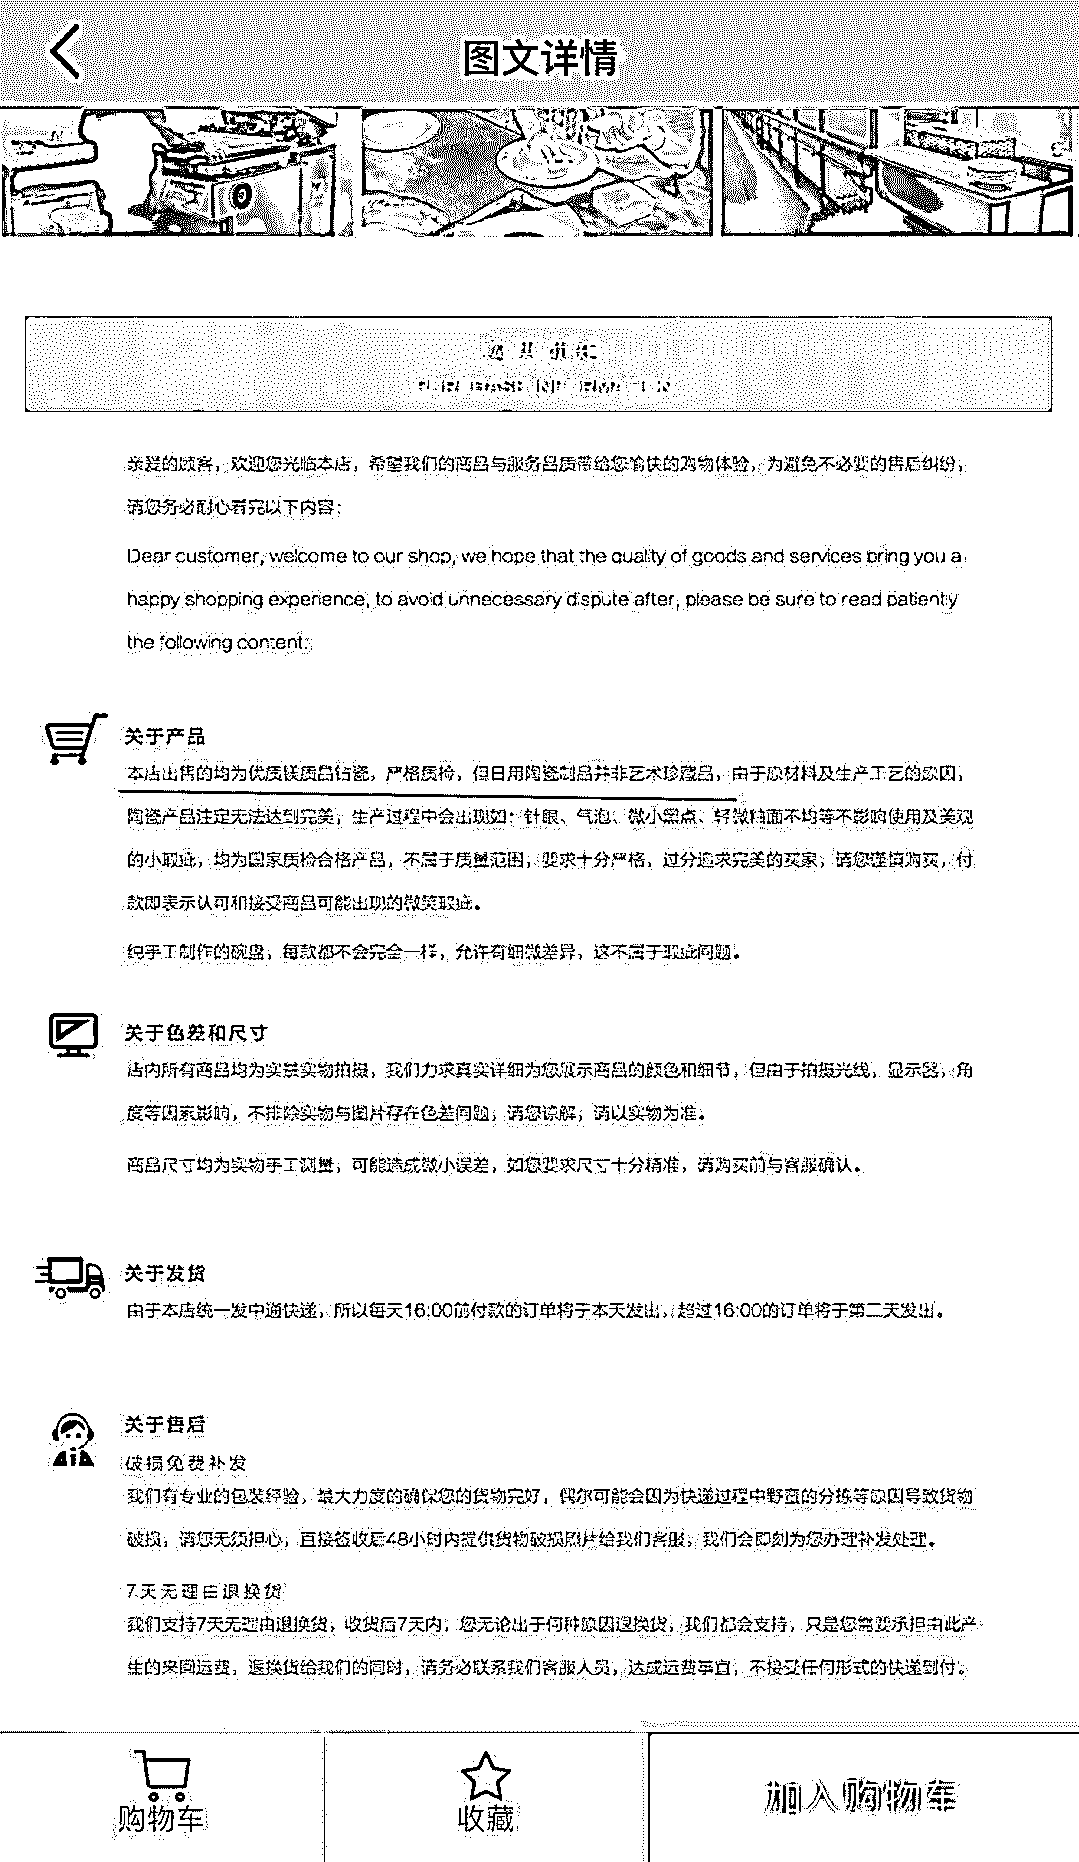 图文详情
亲爱的顾客，欢迎您光临本店，希望我们的商品与服务品质带给您愉快的购物体验，为避免不必要的售后纠纷，
请您务必耐心看完以下内容：
Dear customer, welcome to our shop, we hope that the quality of goods and services bring you a
happy shopping experience, to avoid unnecessary dispute after, please be sure to read patiently
the following content:
关于产品
本店出售的均为优质镁质晶钻瓷，严格质检，但日用陶瓷制品并非艺术珍藏品，由于原材料及生产工艺的原因，
陶瓷产品注定无法达到完美，生产过程中会出现如：针眼、气泡、微小黑点、轻微釉面不均等不影响使用及美观
的小瑕疵，均为国家质检合格产品，不属于质量范围，要求十分严格，过分追求完美的买家，请您谨慎购买，付
款即表示认可和接受商品可能出现的微笑瑕疵。
纯手工制作的碗盘，每款都不会完全一样，允许有细微差异，这不属于瑕疵问题。
关于色差和尺寸
店内所有商品均为实景实物拍摄，我们力求真实详细为您展示商品的颜色和细节，但由于拍摄光线，显示器，角
度等因素影响，不排除实物与图片存在色差问题，请您谅解，请以实物为准。
商品尺寸均为实物手工测量，可能造成微小误差，如您要求尺寸十分精准，请购买前与客服确认。
关于发货
由于本店统一发中通快递，所以每天16:00前付款的订单将于本天发出，超过16:00的订单将于第二天发出。
关于售后
破损免费补发
我们有专业的包装经验，最大力度的确保您的货物完好，偶尔可能会因为快递过程中野蛮的分拣等原因导致货物
破损，请您无须担心，直接签收后48小时内提供货物破损照片给我们客服，我们会即刻为您办理补发处理。
7天无理由退换货
我们支持7天无理由退换货，收货后7天内，您无论出于何种原因退换货，我们都会支持，只是您需要承担由此产
生的来回运费，退换货给我们的同时，请务必联系我们客服人员，达成运费事宜，不接受任何形式的快递到付。
购物车
收藏
加入购物车